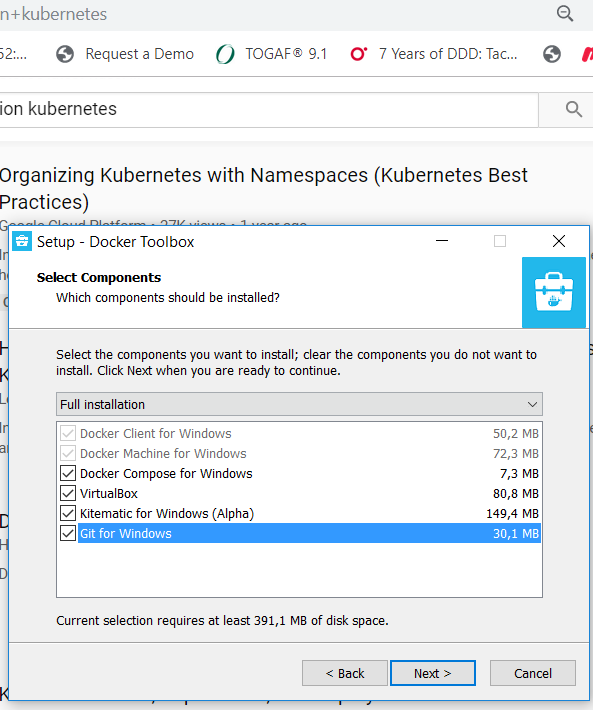 n+kubernetes
52:...
Request a Demo
TOGAF® 9.1
7 Years of DDD: Tac...
ion kubernetes
Organizing Kubernetes with Namespaces (Kubernetes Best
Practices)
Setup - Docker Toolbox
Select Components
Which components should be installed?
Select the components you want to install; clear the components you do not want to
install. Click Next when you are ready to continue.
Full installation
Docker Client for Windows 50,2 MB
Docker Machine for Windows 72,3 MB
Docker Compose for Windows 7,3 MB
VirtualBox 80,8 MB
Kitematic for Windows (Alpha) 149,4 MB
Git for Windows 30,1 MB
Current selection requires at least 391,1 MB of disk space.
< Back
Next >
Cancel